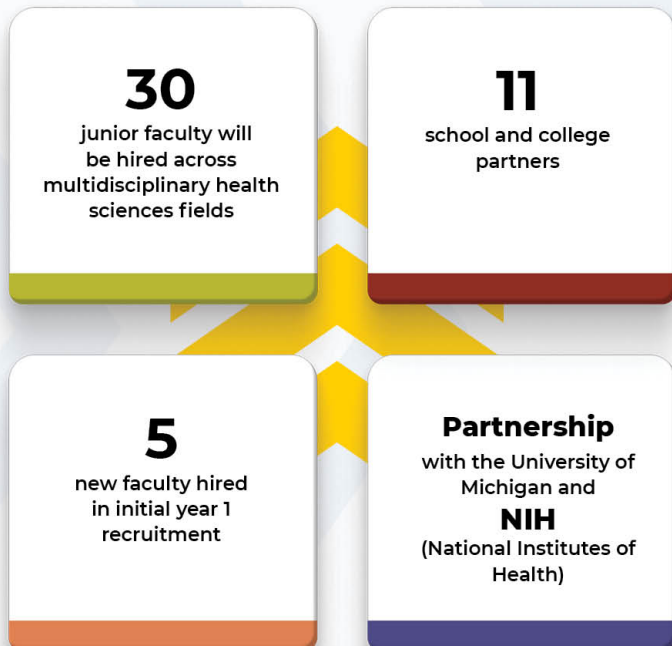 30
junior faculty will
be hired across
multidisciplinary health
sciences fields
11
school and college
partners
5
new faculty hired
in initial year 1
recruitment
Partnership
with the University of
Michigan and
NIH
(National Institutes of
Health)